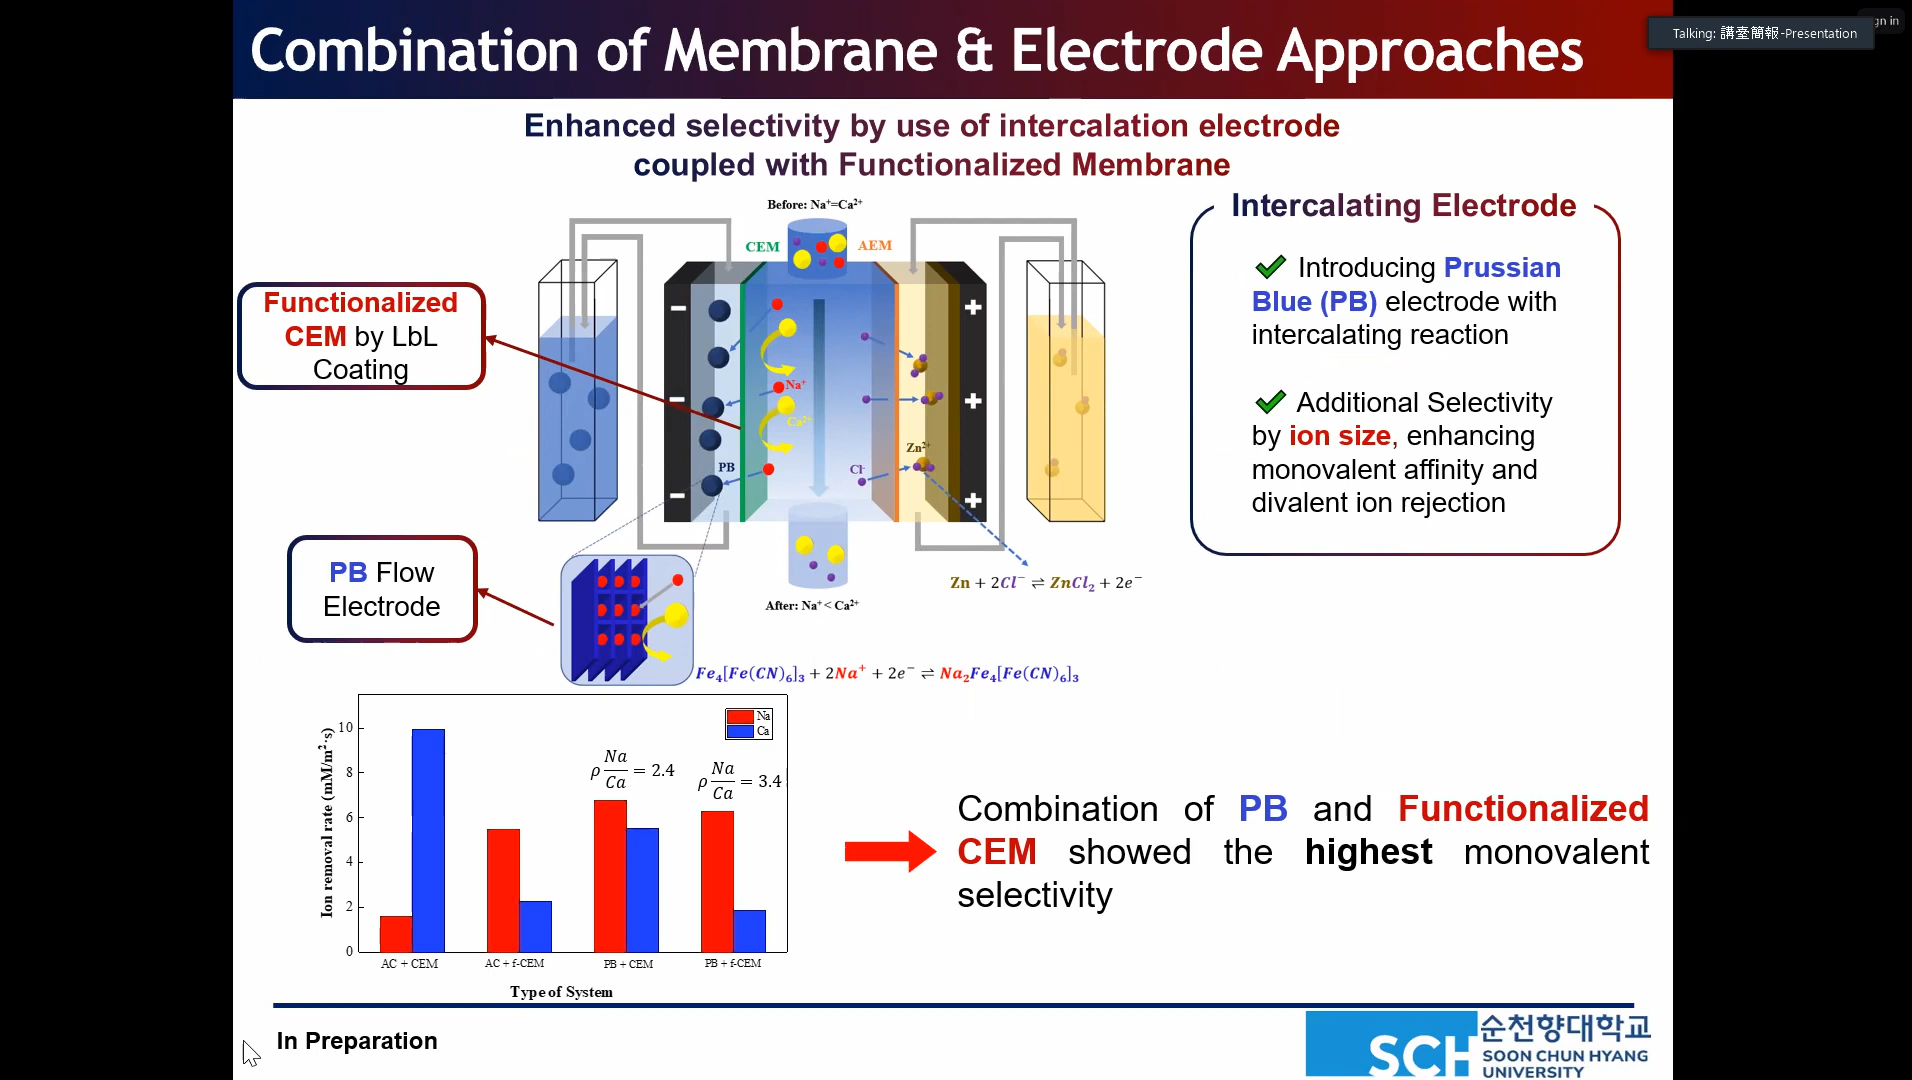 Combination of Membrane & Electrode Approaches
Talking: 講臺簡報-Presentation
gn in
Enhanced selectivity by use of intercalation electrode
coupled with Functionalized Membrane
Before: Na⁺=Ca²⁺
CEM
AEM
Functionalized
CEM by LbL
Coating
Na⁺
Ca²⁺
PB
Zn²⁺
Cl⁻
After: Na⁺ < Ca²⁺
PB Flow
Electrode
Zn + 2Cl⁻ ⇌ ZnCl₂ + 2e⁻
Fe₄[Fe(CN)₆]₃ + 2Na⁺ + 2e⁻ ⇌ Na₂Fe₄[Fe(CN)₆]₃
Intercalating Electrode
✔ Introducing Prussian
Blue (PB) electrode with
intercalating reaction
✔ Additional Selectivity
by ion size, enhancing
monovalent affinity and
divalent ion rejection
Ion removal rate (mM/m²·s)
10
8
6
4
2
0
Na
Ca
ρ Na/Ca = 2.4
ρ Na/Ca = 3.4
AC + CEM
AC + f-CEM
PB + CEM
PB + f-CEM
Type of System
Combination of PB and Functionalized
CEM showed the highest monovalent
selectivity
In Preparation
SCH
순천향대학교
SOON CHUN HYANG
UNIVERSITY